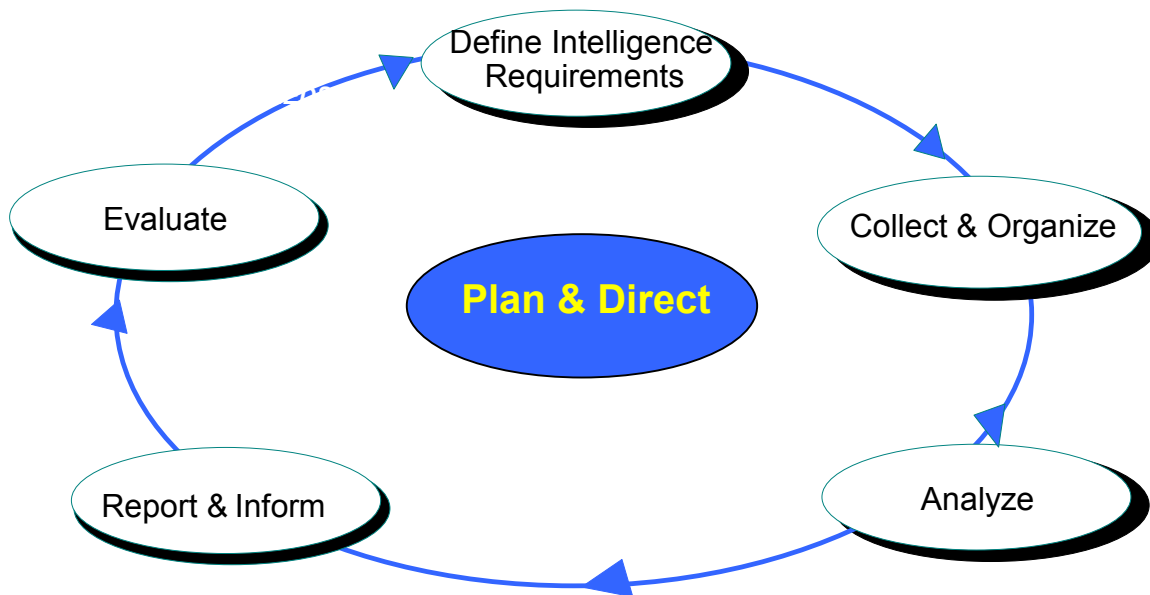 Define Intelligence
Requirements
Evaluate
Collect & Organize
Plan & Direct
Report & Inform
Analyze